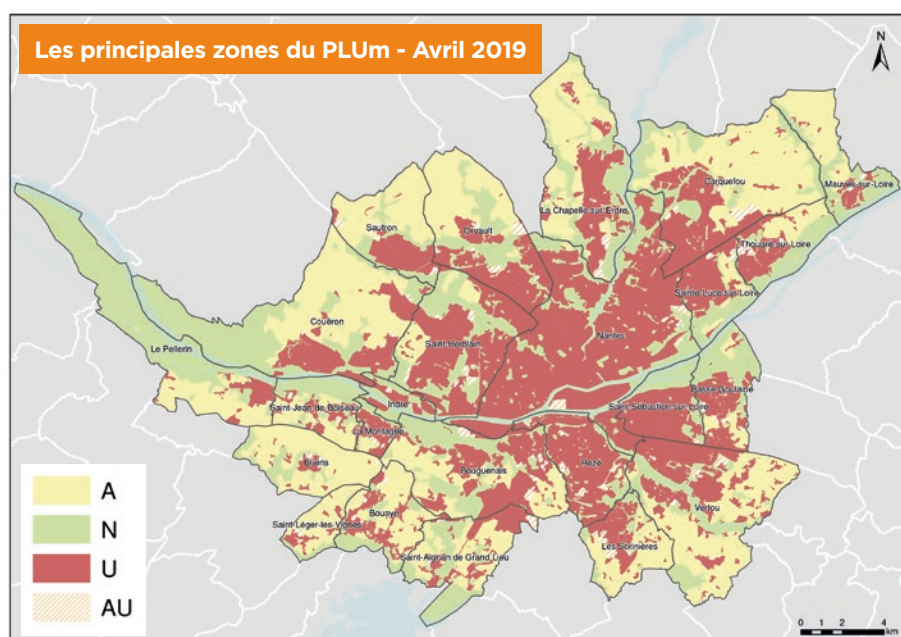 Les principales zones du PLUm - Avril 2019
N
Carquefou
Mauves-sur-Loire
La Chapelle-sur-Erdre
Sautron
Orvault
Thouaré-sur-Loire
Sainte-Luce-sur-Loire
Couëron
Nantes
Saint-Herblain
Le Pellerin
Basse-Goulaine
Indre
Saint-Jean-de-Boiseau
Saint-Sébastien-sur-Loire
La Montagne
Brains
Bouguenais
Rezé
Vertou
Bouaye
Saint-Léger-les-Vignes
Les Sorinières
Saint-Aignan de Grand Lieu
A
N
U
AU
0 1 2 4
km